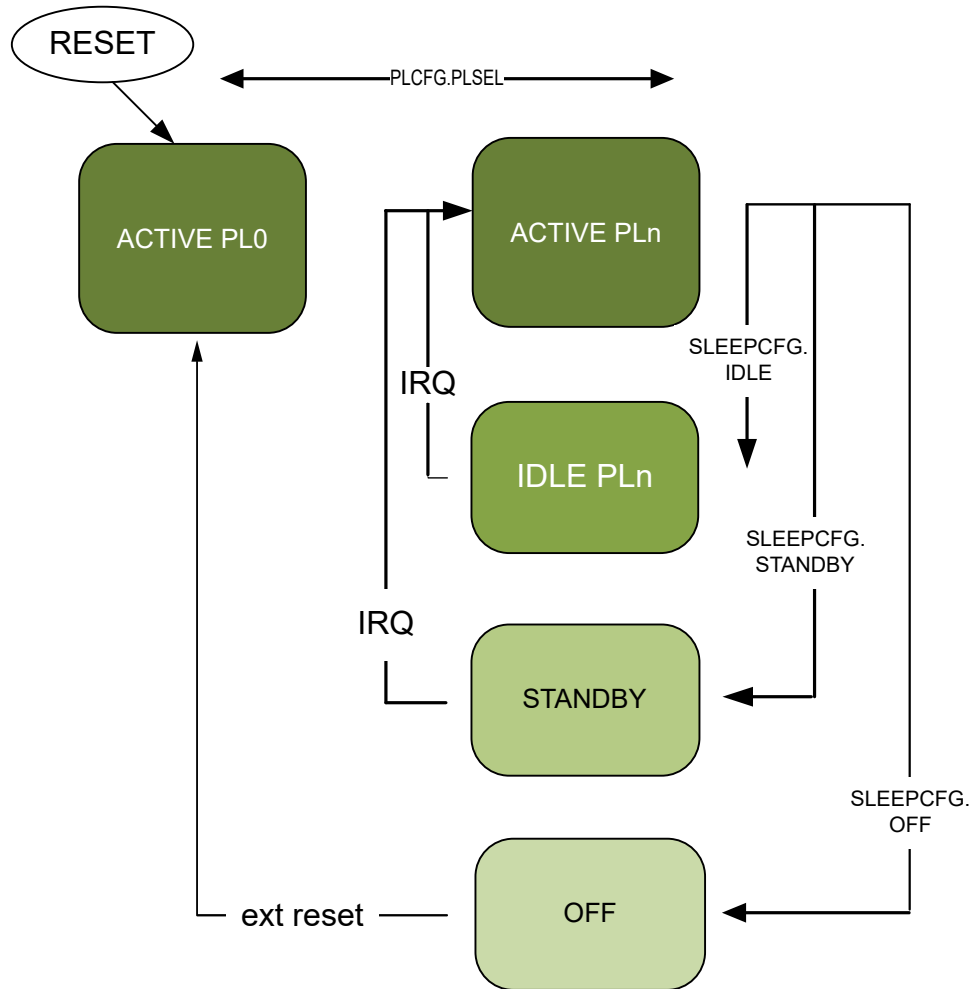 RESET
PLCFG.PLSEL
ACTIVE PL0
ACTIVE PLn
SLEEPCFG.
IDLE
IRQ
IDLE PLn
SLEEPCFG.
STANDBY
IRQ
STANDBY
SLEEPCFG.
OFF
ext reset
OFF